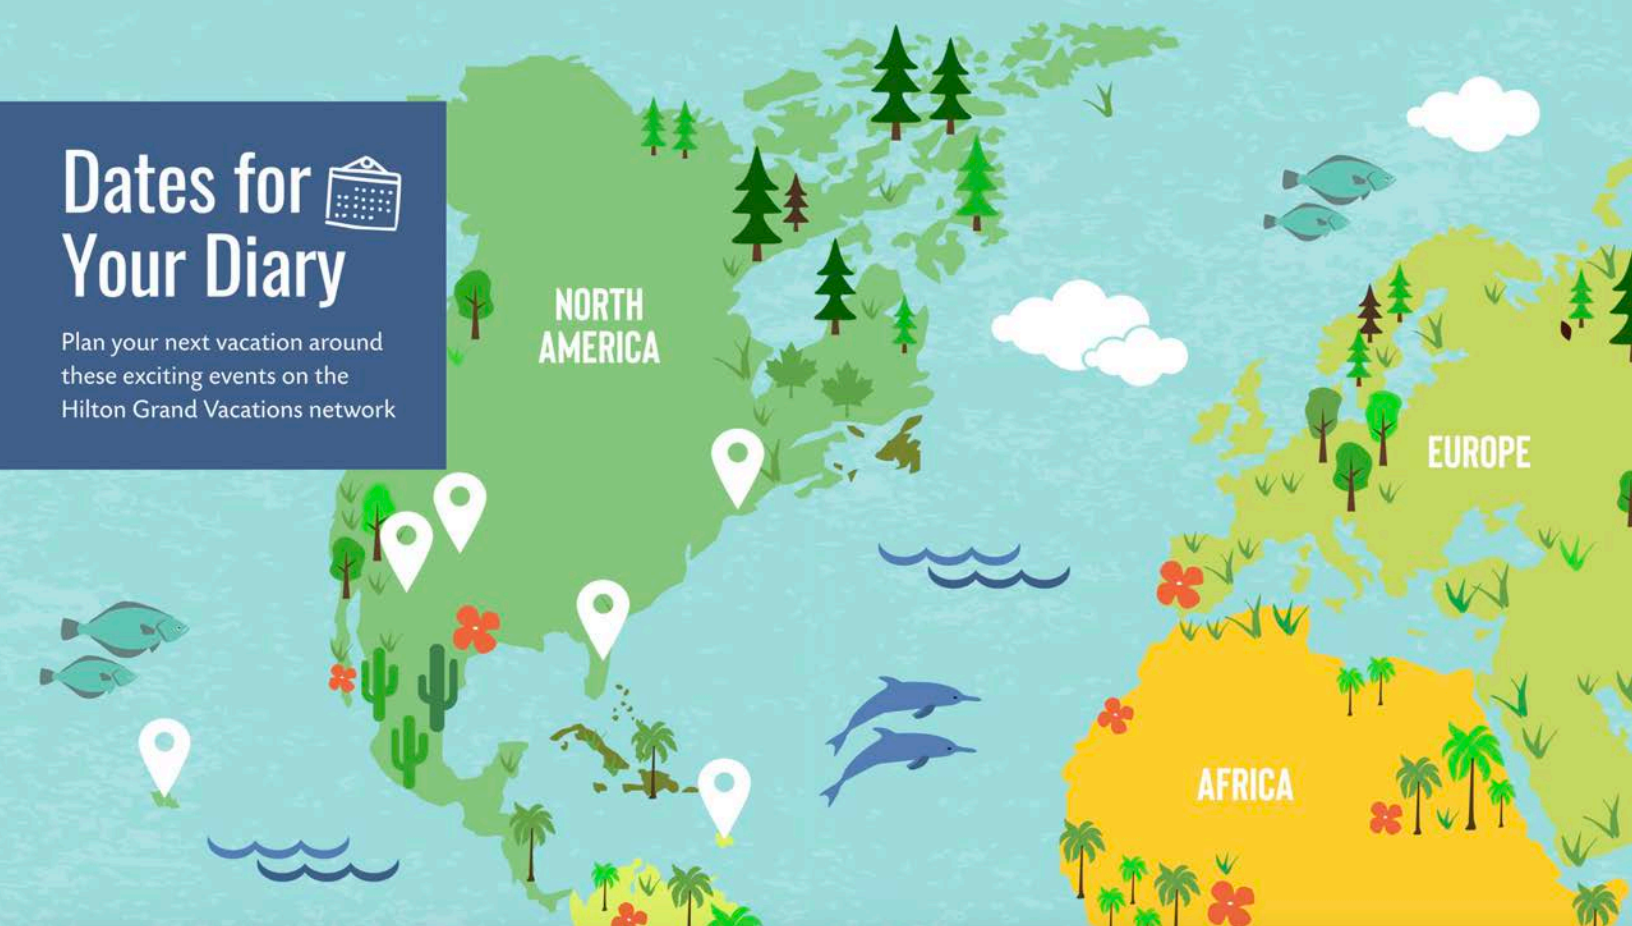 Dates for
Your Diary
Plan your next vacation around
these exciting events on the
Hilton Grand Vacations network
NORTH
AMERICA
EUROPE
AFRICA